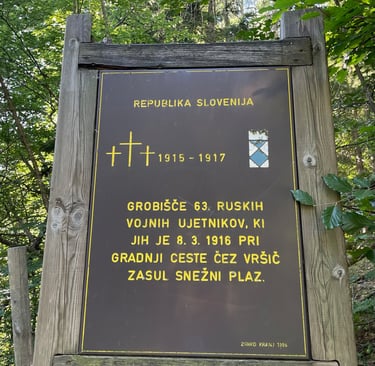 REPUBLIKA SLOVENIJA
1915 - 1917
GROBIŠČE 63. RUSKIH
VOJNIH UJETNIKOV, KI
JIH JE 8. 3. 1916 PRI
GRADNJI CESTE ČEZ VRŠIČ
ZASUL SNEŽNI PLAZ.